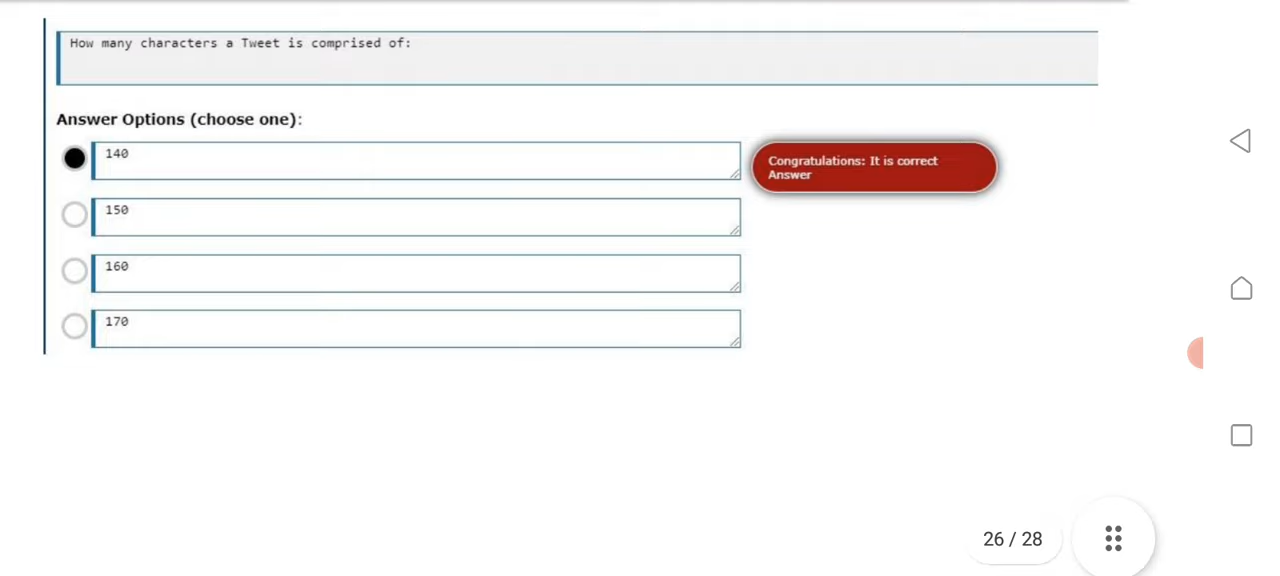 How many characters a Tweet is comprised of:
Answer Options (choose one):
140
Congratulations: It is correct
Answer
150
160
170
26 / 28